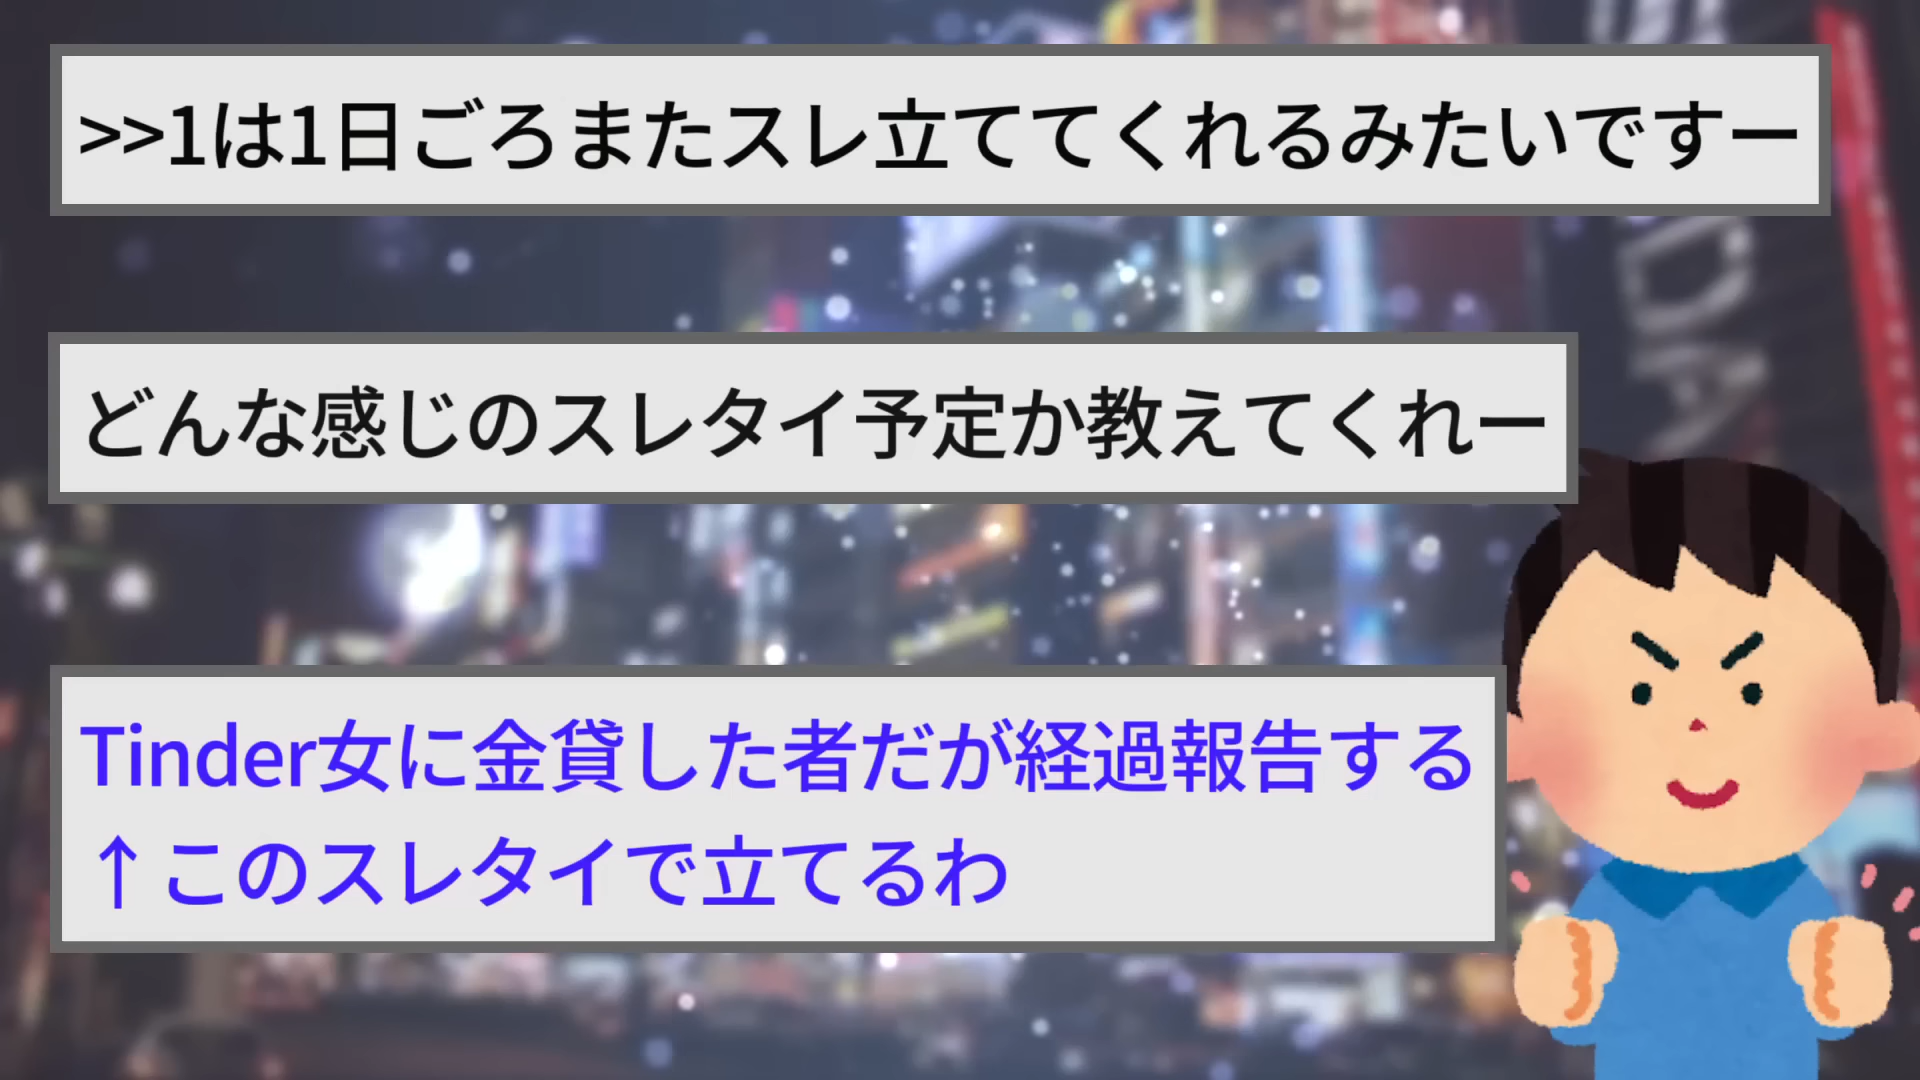 >>1は1日ごろまたスレ立ててくれるみたいですー
どんな感じのスレタイ予定か教えてくれー
Tinder女に金貸した者だが経過報告する
↑このスレタイで立てるわ